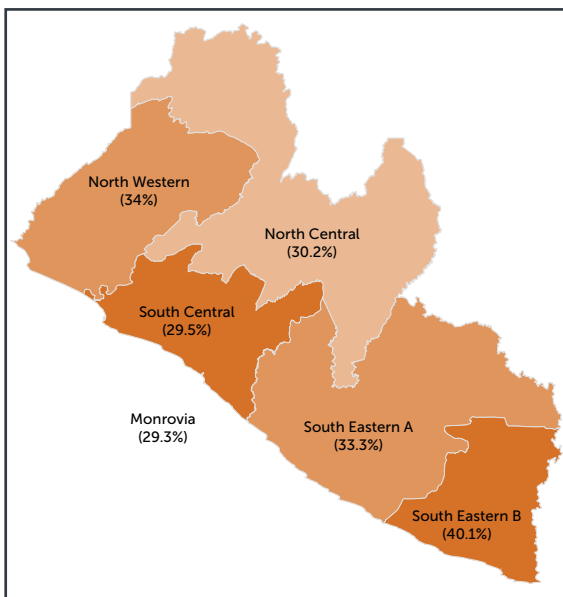 North Western
(34%)
North Central
(30.2%)
South Central
(29.5%)
Monrovia
(29.3%)
South Eastern A
(33.3%)
South Eastern B
(40.1%)